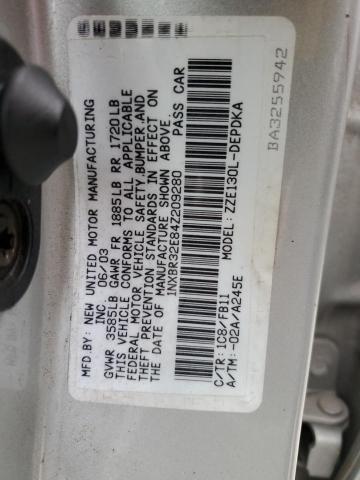 MFD.BY: NEW UNITED MOTOR MANUFACTURING
INC 06/03
GVWR 3585LB GAWR FR 1885LB RR 1720LB
THIS VEHICLE CONFORMS TO ALL APPLICABLE
FEDERAL MOTOR VEHICLE SAFETY,BUMPER,AND
THEFT PREVENTION STANDARDS IN EFFECT ON
THE DATE OF MANUFACTURE SHOWN ABOVE.
1NXBR32E84Z209280 PASS CAR
MODEL: ZZE130L-DEPDKA
C/TR:1C8/FB11
A/TM:-02A/A245E
BA3255942